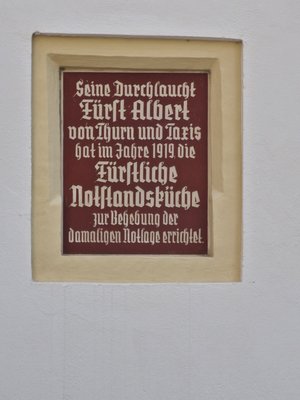 Seine Durchlaucht
Fürst Albert
von Thurn und Taxis
hat im Jahre 1919 die
Fürstliche
Notstandsküche
zur Behebung der
damaligen Notlage errichtet.